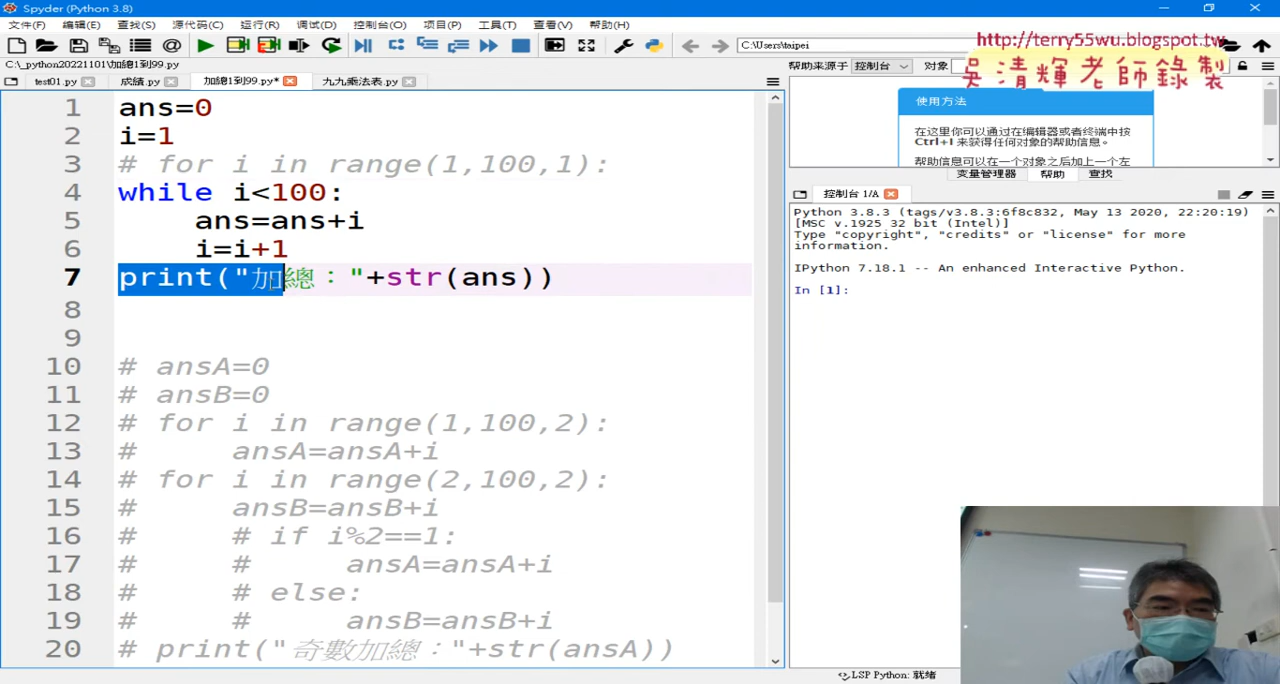 Spyder (Python 3.8)
文件(F) 编辑(E) 查找(S) 源代码(C) 运行(R) 调试(D) 控制台(O) 项目(P) 工具(T) 查看(V) 帮助(H)
C:\Users\taipei
http://terry55wu.blogspot.tw
吳清輝老師錄製
C:\_python20221101\加總1到99.py
test01.py 成績.py 加總1到99.py* 九九乘法表.py
帮助来源于 控制台 对象
使用方法
在这里你可以通过在编辑器或者终端中按
Ctrl+I 来获得任何对象的帮助信息。
帮助信息可以在一个对象之后加上一个左
变量管理器 帮助 查找
控制台 1/A
Python 3.8.3 (tags/v3.8.3:6f8c832, May 13 2020, 22:20:19)
[MSC v.1925 32 bit (Intel)]
Type "copyright", "credits" or "license" for more
information.
IPython 7.18.1 -- An enhanced Interactive Python.
In [1]:
1 ans=0
2 i=1
3 # for i in range(1,100,1):
4 while i<100:
5 ans=ans+i
6 i=i+1
7 print("加總："+str(ans))
8
9
10 # ansA=0
11 # ansB=0
12 # for i in range(1,100,2):
13 # ansA=ansA+i
14 # for i in range(2,100,2):
15 # ansB=ansB+i
16 # # if i%2==1:
17 # # ansA=ansA+i
18 # # else:
19 # # ansB=ansB+i
20 # print("奇數加總："+str(ansA))
LSP Python: 就绪